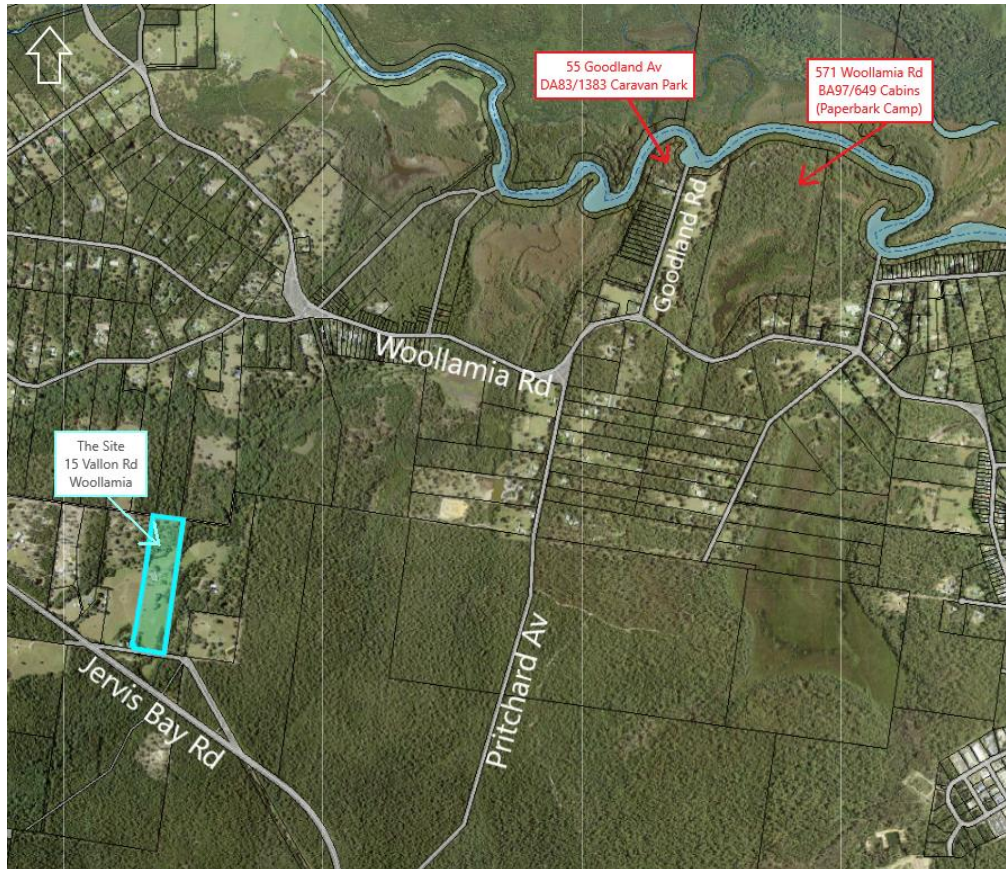 55 Goodland Av
DA83/1383 Caravan Park
571 Woollamia Rd
BA97/649 Cabins
(Paperbark Camp)
Goodland Rd
Woollamia Rd
The Site
15 Vallon Rd
Woollamia
Jervis Bay Rd
Pritchard Av